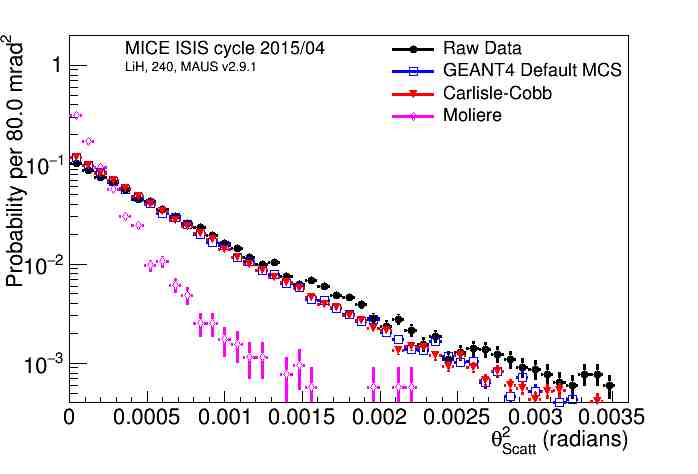 MICE ISIS cycle 2015/04
LiH, 240, MAUS v2.9.1
Raw Data
GEANT4 Default MCS
Carlisle-Cobb
Moliere
Probability per 80.0 mrad²
1
10⁻¹
10⁻²
10⁻³
0 0.0005 0.001 0.0015 0.002 0.0025 0.003 0.0035
θ²Scatt (radians)